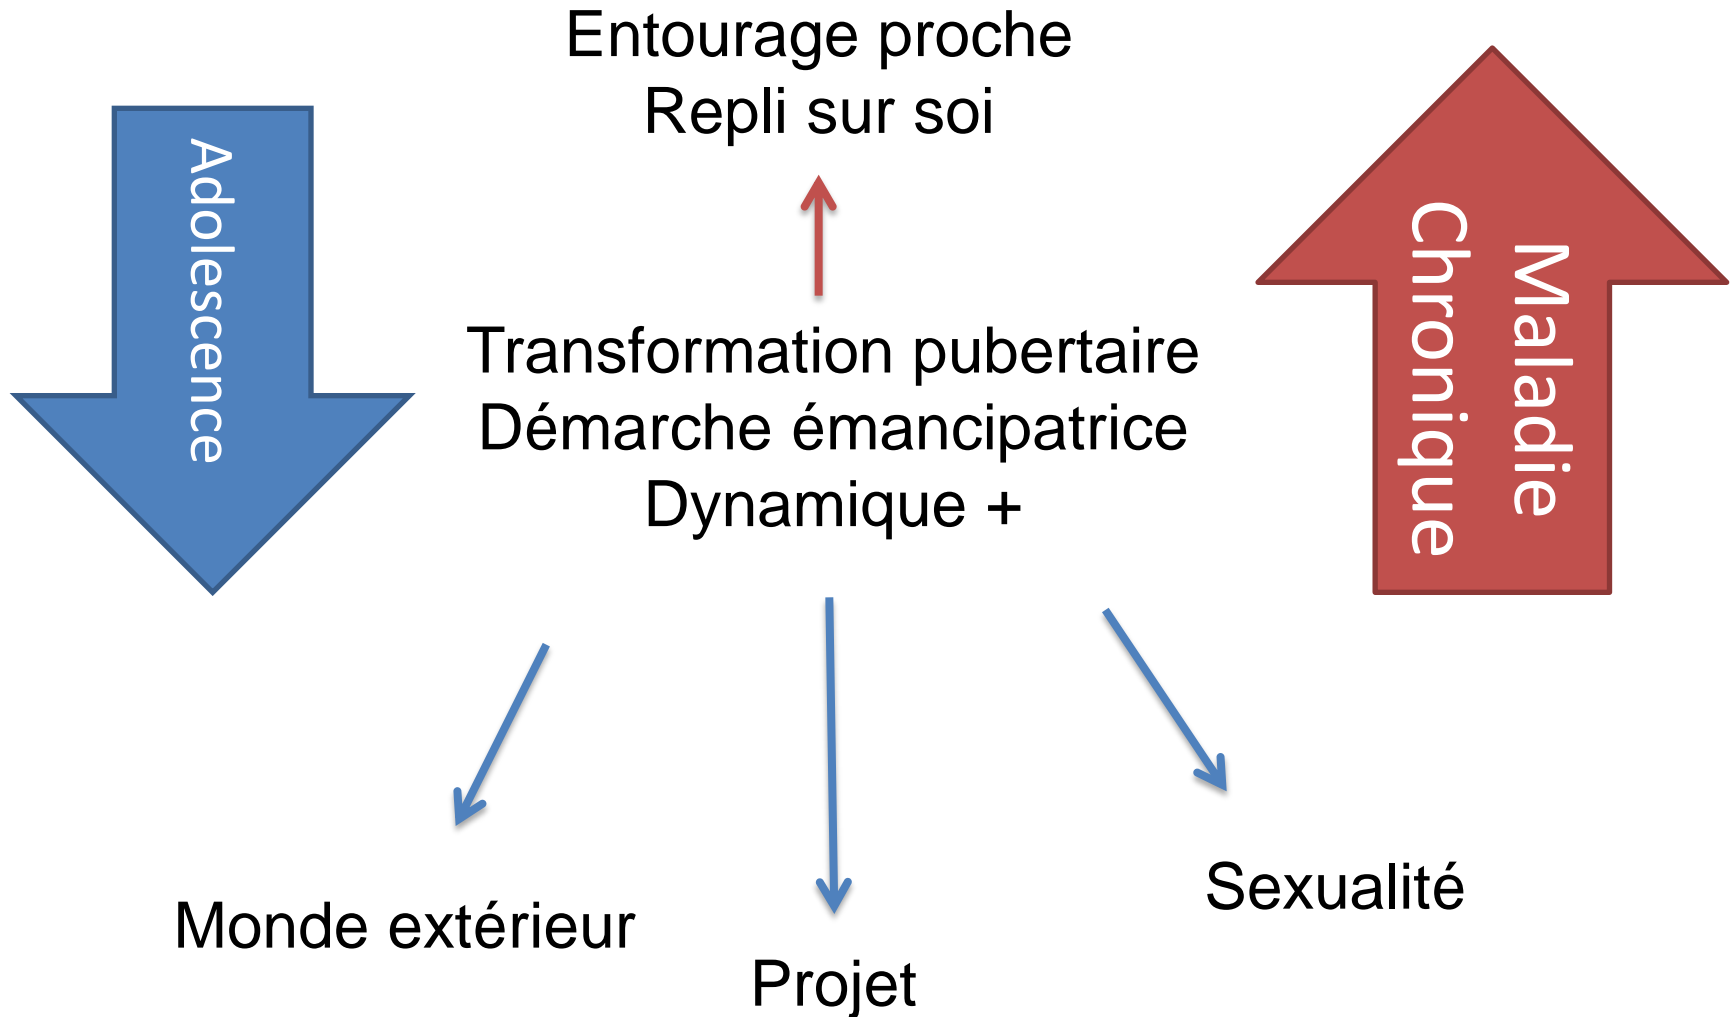 Entourage proche
Repli sur soi
Adolescence
Transformation pubertaire
Démarche émancipatrice
Dynamique +
Maladie
Chronique
Monde extérieur
Projet
Sexualité